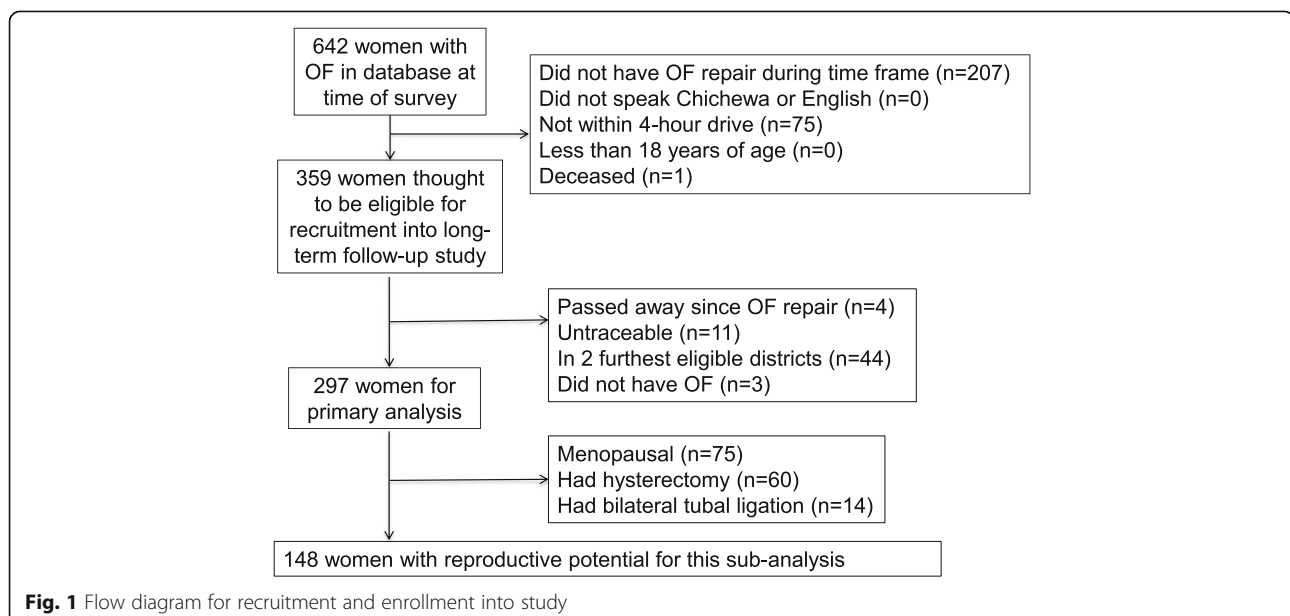 642 women with
OF in database at
time of survey
Did not have OF repair during time frame (n=207)
Did not speak Chichewa or English (n=0)
Not within 4-hour drive (n=75)
Less than 18 years of age (n=0)
Deceased (n=1)
359 women thought
to be eligible for
recruitment into long-
term follow-up study
Passed away since OF repair (n=4)
Untraceable (n=11)
In 2 furthest eligible districts (n=44)
Did not have OF (n=3)
297 women for
primary analysis
Menopausal (n=75)
Had hysterectomy (n=60)
Had bilateral tubal ligation (n=14)
148 women with reproductive potential for this sub-analysis
Fig. 1 Flow diagram for recruitment and enrollment into study